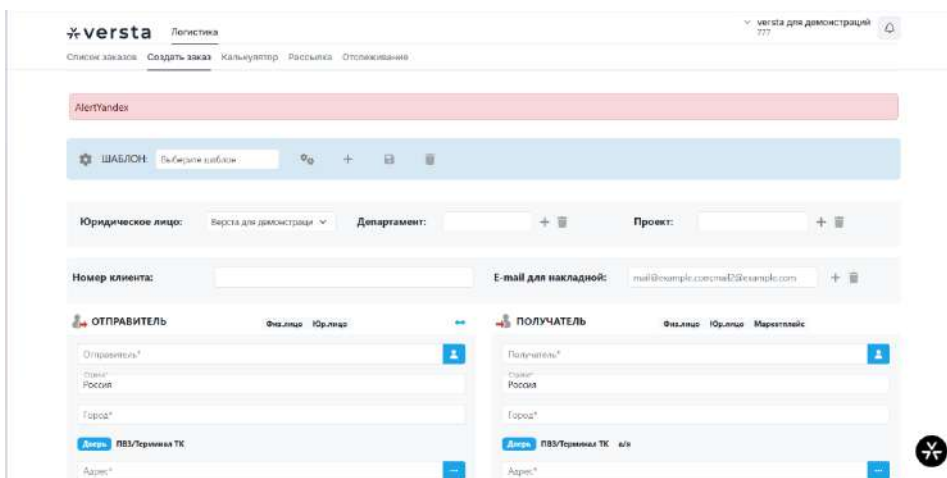 versta Логистика
versta для демонстраций
777
Список заказов Создать заказ Калькулятор Рассылка Отслеживание
AlertYandex
ШАБЛОН: Выберите шаблон
Юридическое лицо: Верста для демонстраци Департамент: Проект:
Номер клиента: E-mail для накладной: mail@example.com;mail2@example.com
ОТПРАВИТЕЛЬ Физ.лицо Юр.лицо
ПОЛУЧАТЕЛЬ Физ.лицо Юр.лицо Маркетплейс
Отправитель* Получатель*
Страна* Страна*
Россия Россия
Город* Город*
Дверь ПВЗ/Терминал ТК
Дверь ПВЗ/Терминал ТК а/я
Адрес* Адрес*